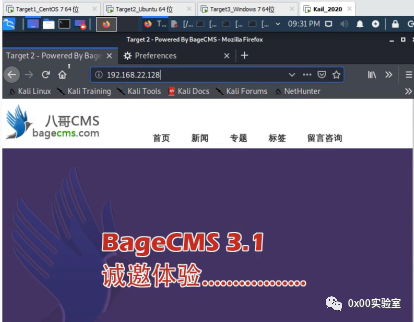 Target1_CentOS 7 64 位 Target2_Ubuntu 64 位 Target3_Windows 7 64位 Kail_2020
09:31 PM
Target 2 - Powered By BageCMS - Mozilla Firefox
Target 2 - Powered By Bage Preferences
192.168.22.128
Kali Linux Kali Training Kali Tools Kali Docs Kali Forums NetHunter
八哥CMS
bagecms.com
首页 新闻 专题 标签 留言咨询
BageCMS 3.1
诚邀体验..................
0x00实验室